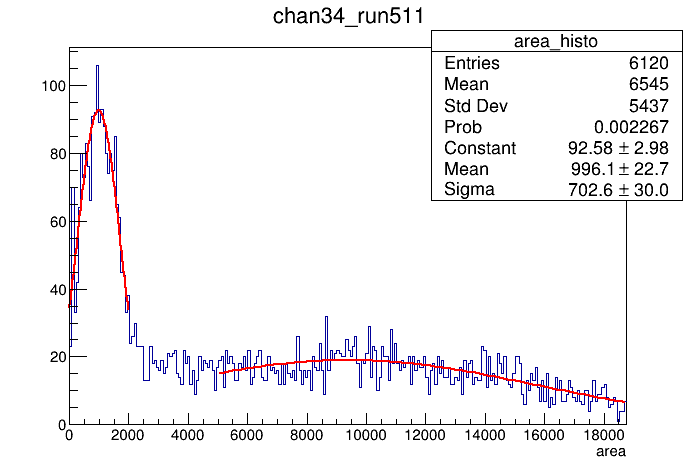 chan34_run511
area_histo
Entries 6120
Mean 6545
Std Dev 5437
Prob 0.002267
Constant 92.58 ± 2.98
Mean 996.1 ± 22.7
Sigma 702.6 ± 30.0
100
80
60
40
20
0
0 2000 4000 6000 8000 10000 12000 14000 16000 18000
area